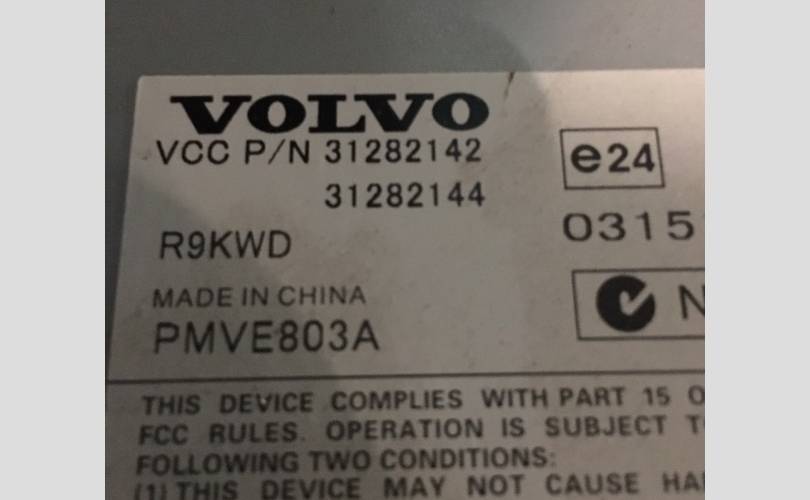 VOLVO
VCC P/N 31282142
31282144
e24
0315
R9KWD
N
MADE IN CHINA
PMVE803A
THIS DEVICE COMPLIES WITH PART 15 O
FCC RULES. OPERATION IS SUBJECT T
FOLLOWING TWO CONDITIONS:
(1) THIS DEVICE MAY NOT CAUSE HA